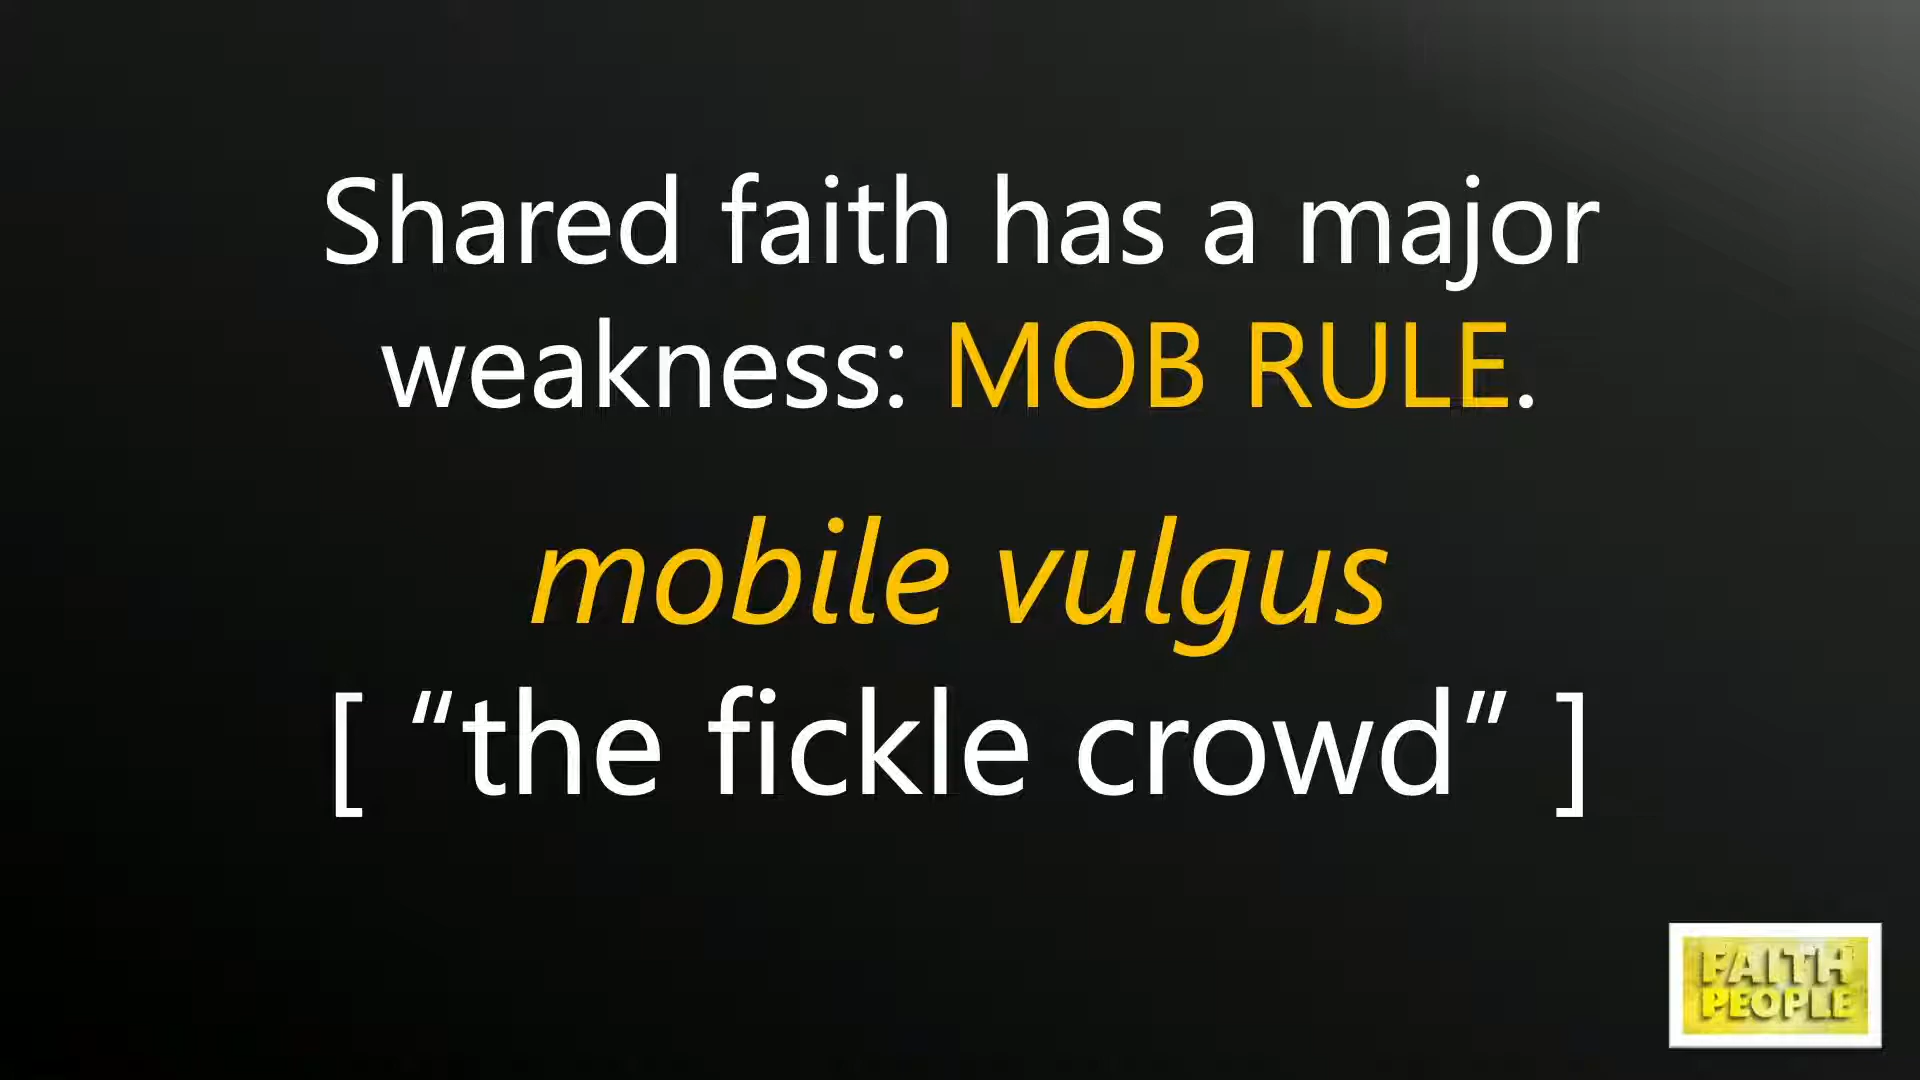 Shared faith has a major
weakness: MOB RULE.
mobile vulgus
[ “the fickle crowd” ]
FAITH
PEOPLE